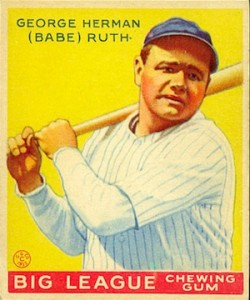 GEORGE HERMAN
(BABE) RUTH-
BIG LEAGUE CHEWING
GUM